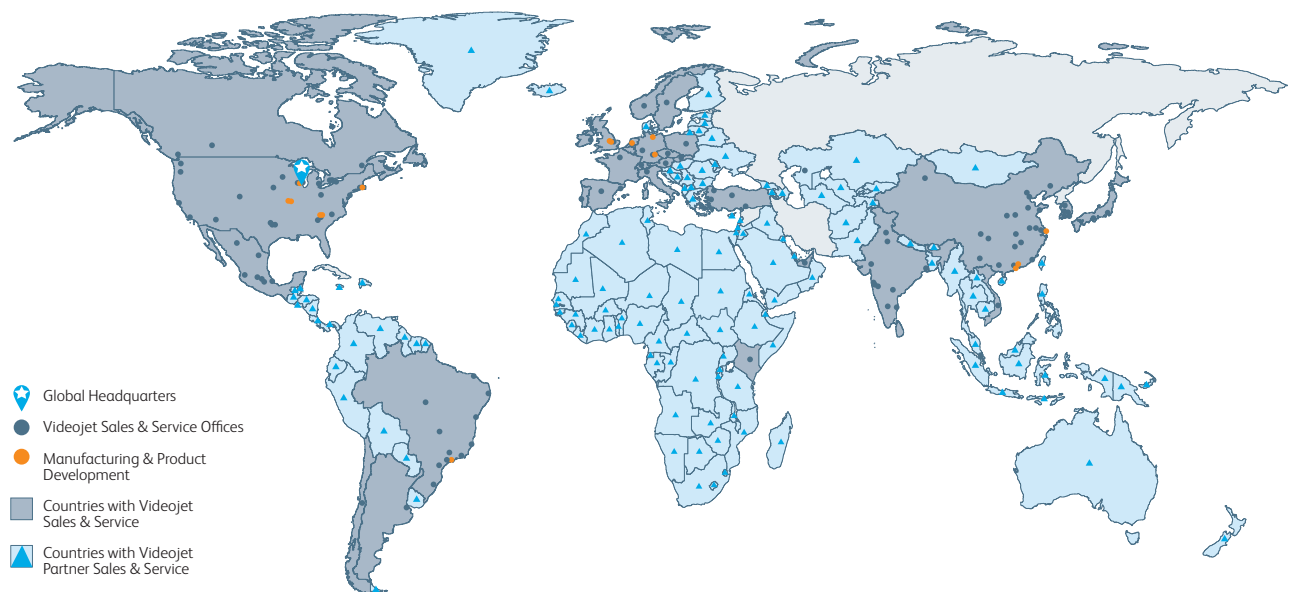 Global Headquarters
Videojet Sales & Service Offices
Manufacturing & Product
Development
Countries with Videojet
Sales & Service
Countries with Videojet
Partner Sales & Service